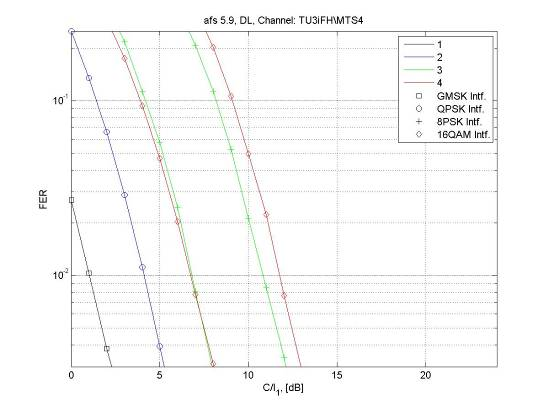 afs 5.9, DL, Channel: TU3iFH\MTS4
1
2
3
4
GMSK Intf.
QPSK Intf.
8PSK Intf.
16QAM Intf.
10-1
10-2
FER
0
5
10
15
20
C/I1, [dB]